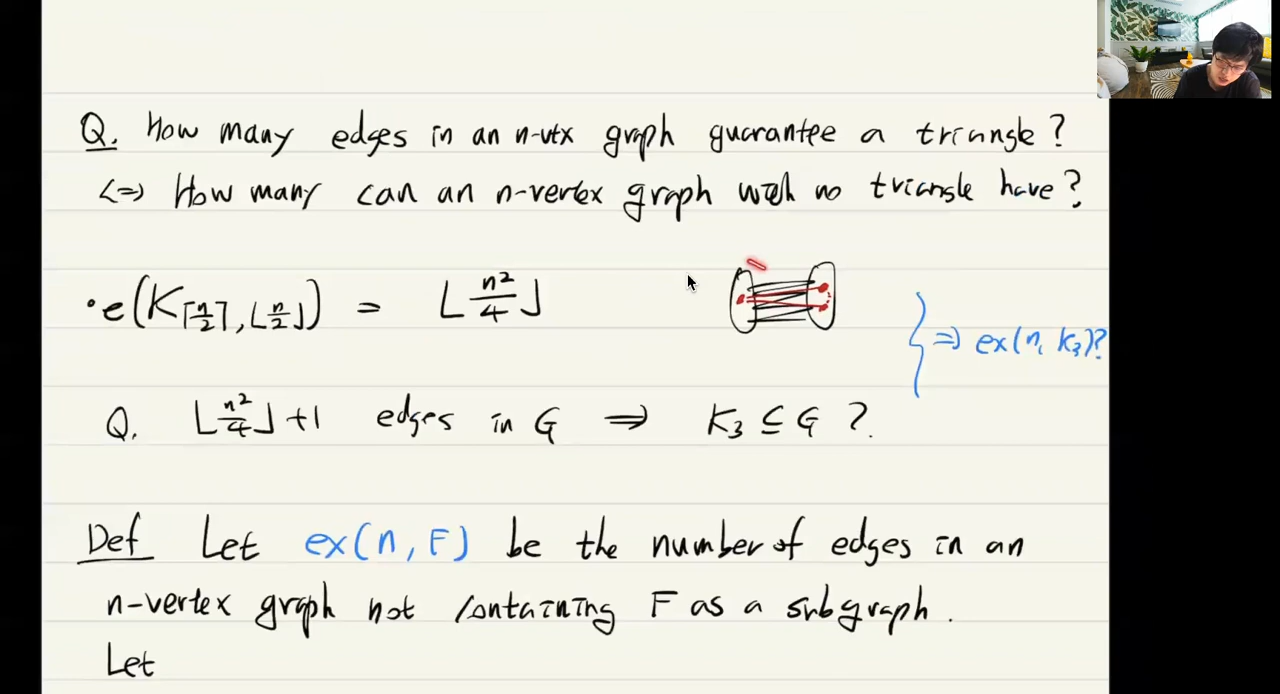 Q. How many edges in an n-vtx graph guarantee a triangle?
<=> How many can an n-vertex graph with no triangle have?
· e(K⌈n/2⌉, ⌊n/2⌋) = ⌊n²/4⌋
} => ex(n, K₃)?
Q. ⌊n²/4⌋+1 edges in G => K₃ ⊆ G ?
Def Let ex(n, F) be the number of edges in an
n-vertex graph not containing F as a subgraph.
Let